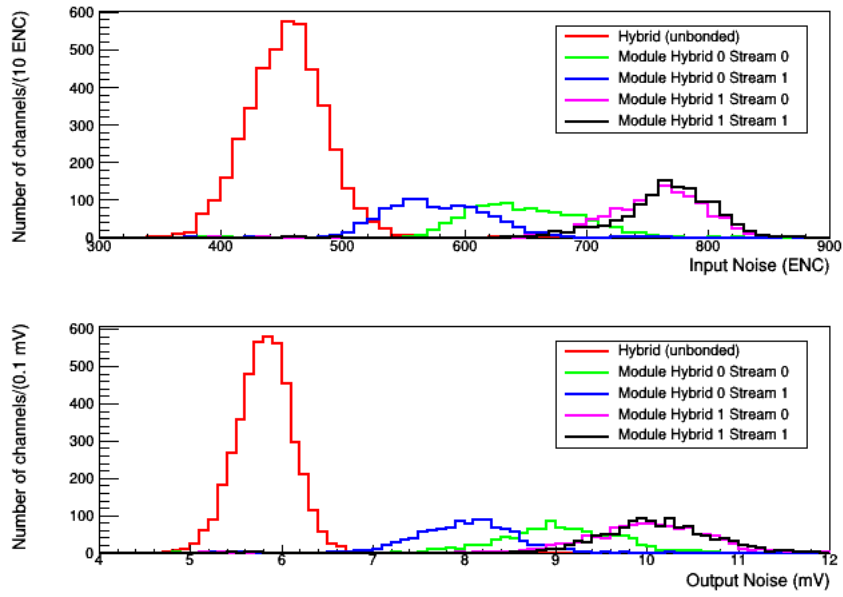 Number of channels/(10 ENC)
600
500
400
300
200
100
0
Hybrid (unbonded)
Module Hybrid 0 Stream 0
Module Hybrid 0 Stream 1
Module Hybrid 1 Stream 0
Module Hybrid 1 Stream 1
300 400 500 600 700 800 900
Input Noise (ENC)
Number of channels/(0.1 mV)
600
500
400
300
200
100
0
Hybrid (unbonded)
Module Hybrid 0 Stream 0
Module Hybrid 0 Stream 1
Module Hybrid 1 Stream 0
Module Hybrid 1 Stream 1
4 5 6 7 8 9 10 11 12
Output Noise (mV)